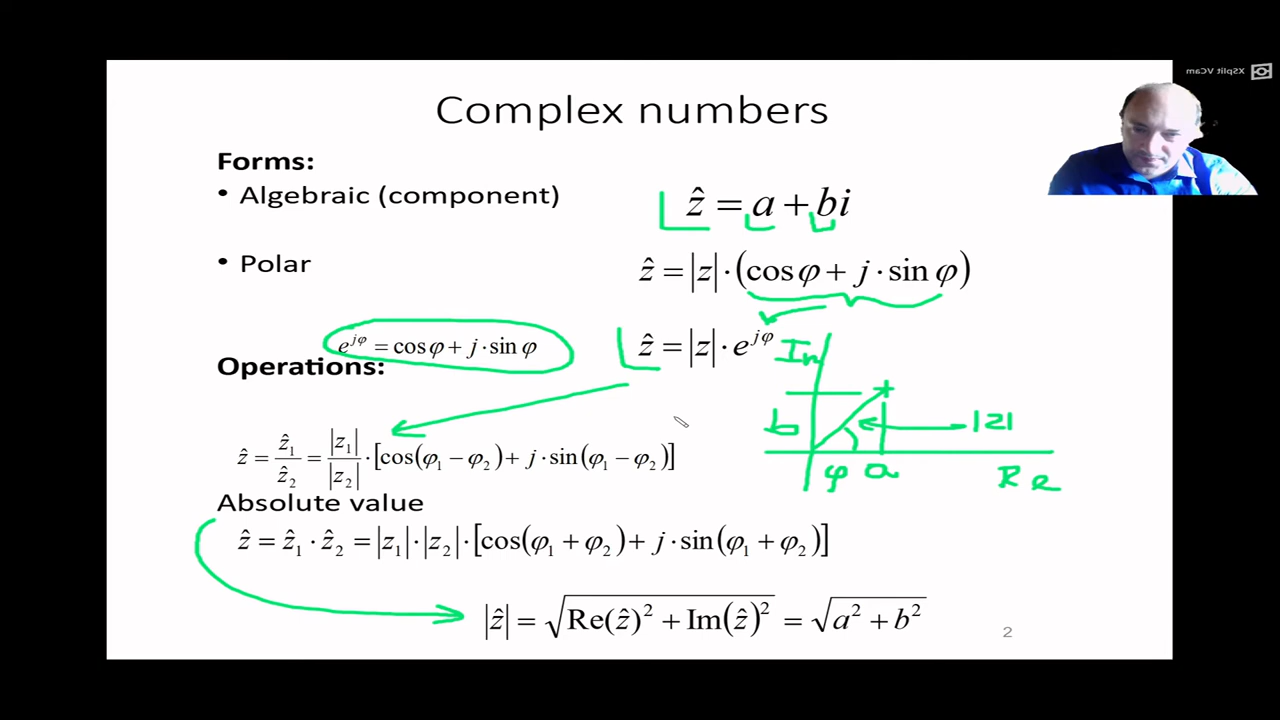 XSplit VCam
Complex numbers
Forms:
• Algebraic (component)
ẑ = a + bi
• Polar
ẑ = |z| · (cos φ + j · sin φ)
e^{jφ} = cos φ + j · sin φ
ẑ = |z| · e^{jφ}
Operations:
ẑ = ẑ₁/ẑ₂ = |z₁|/|z₂| · [cos(φ₁ − φ₂) + j · sin(φ₁ − φ₂)]
Absolute value
ẑ = ẑ₁ · ẑ₂ = |z₁| · |z₂| · [cos(φ₁ + φ₂) + j · sin(φ₁ + φ₂)]
|ẑ| = √(Re(ẑ)² + Im(ẑ)²) = √(a² + b²)
Im
b
|z|
φ a Re
2